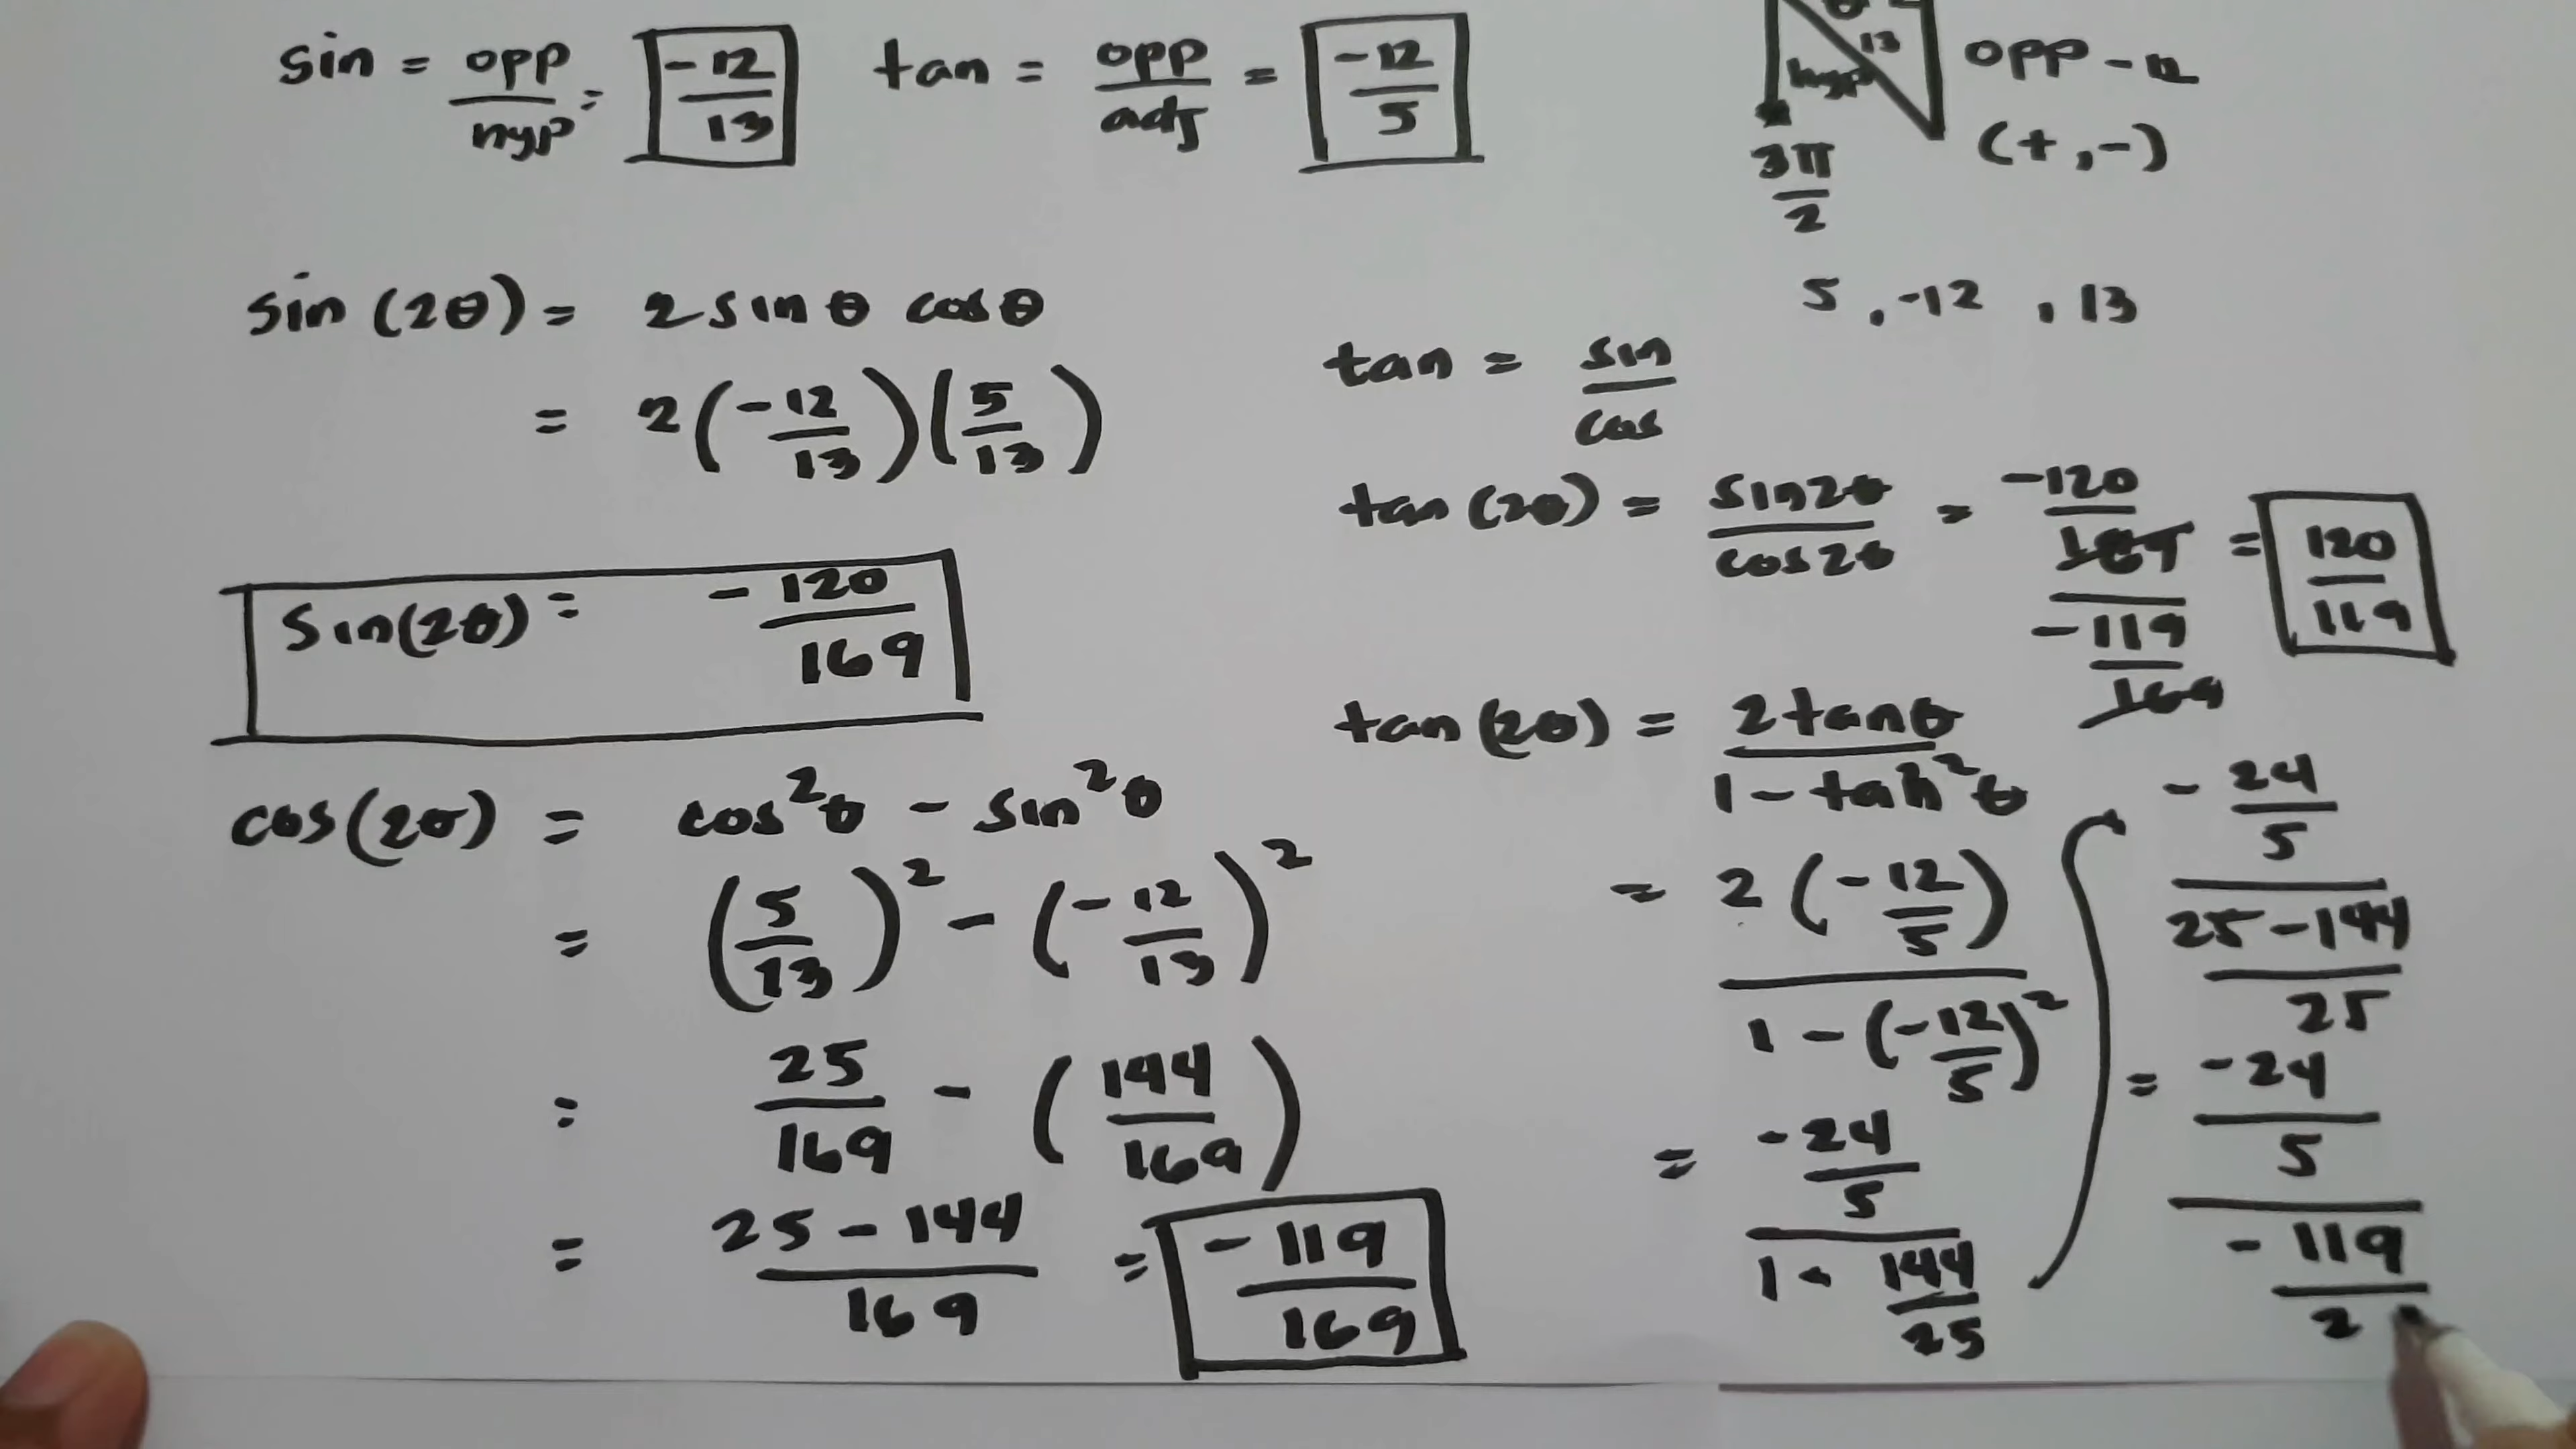 sin = opp/hyp = -12/13
tan = opp/adj = -12/5
θ
13
hyp
opp -12
(+,-)
3π/2
5, -12, 13
sin(2θ) = 2 sin θ cos θ
= 2(-12/13)(5/13)
sin(2θ) = -120/169
cos(2θ) = cos²θ - sin²θ
= (5/13)² - (-12/13)²
= 25/169 - (144/169)
= 25 - 144/169 = -119/169
tan = sin/cos
tan(2θ) = sin2θ/cos2θ = -120/169/-119/169 = 120/119
tan(2θ) = 2tanθ/1 - tan²θ
= 2(-12/5)/1 - (-12/5)²
= -24/5/1 - 144/25
-24/5/25-144/25
= -24/5/-119/2